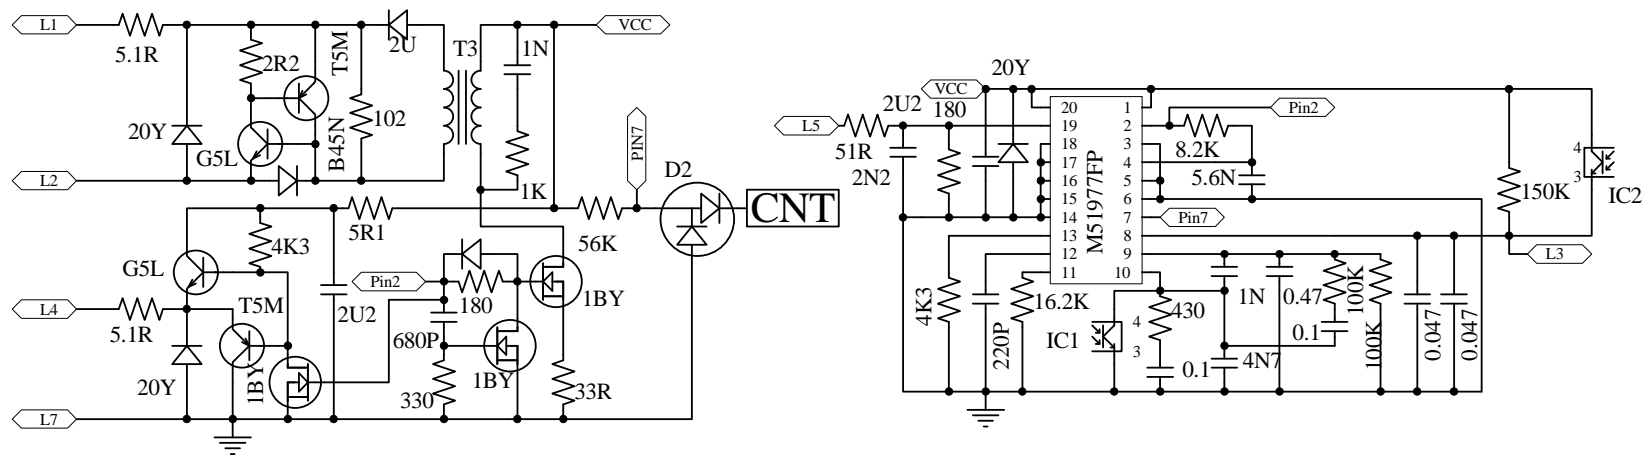 L1
5.1R
2R2
T5M
2U
T3
1N
VCC
20Y
G5L
B45N
102
1K
PIN7
D2
CNT
L2
5R1
56K
4K3
G5L
Pin2
180
1BY
L4
5.1R
T5M
2U2
680P
1BY
20Y
1BY
330
33R
L7
20Y
VCC
2U2
180
L5
51R
2N2
M51977FP
20
19
18
17
16
15
14
13
12
11
1
2
3
4
5
6
7
8
9
10
Pin2
8.2K
5.6N
Pin7
150K
4
3
IC2
L3
4K3
220P
16.2K
IC1
4
3
430
0.1
1N
4N7
0.47
0.1
100K
100K
0.047
0.047